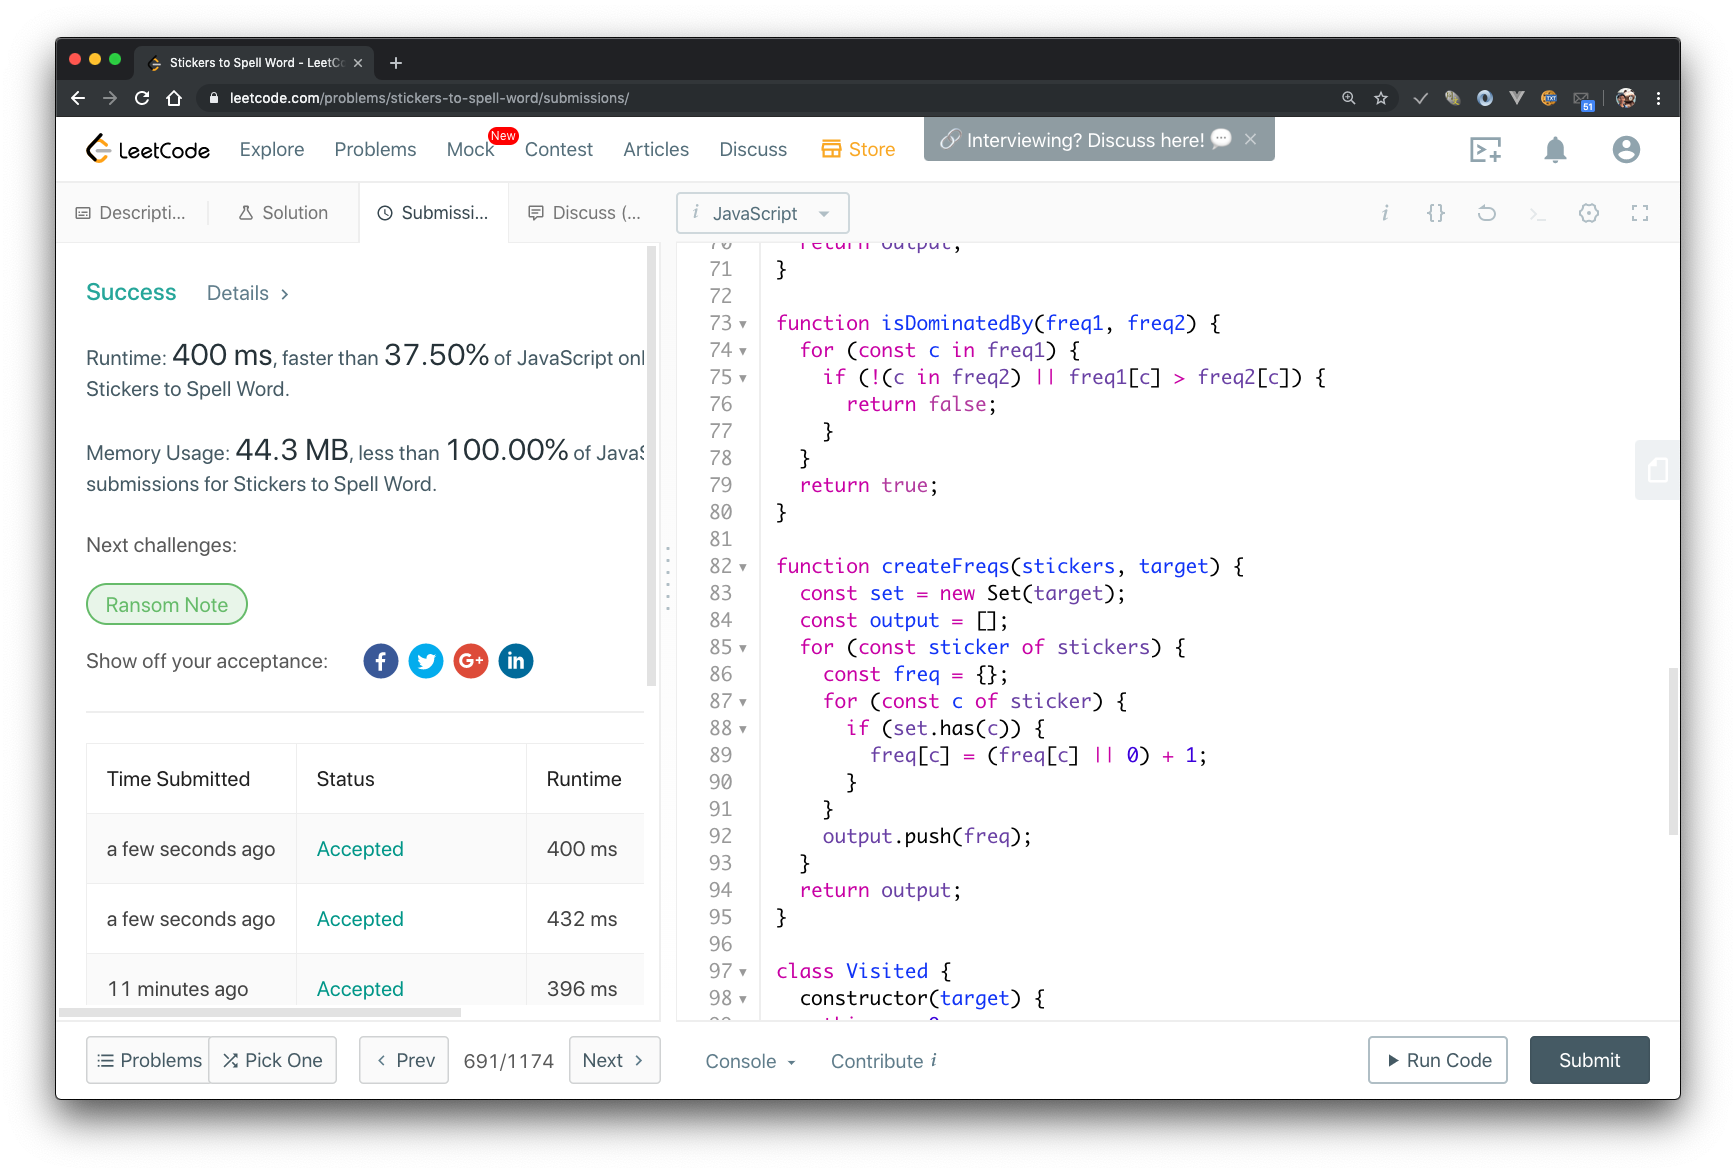 Stickers to Spell Word - LeetC
leetcode.com/problems/stickers-to-spell-word/submissions/
51
LeetCode
Explore
Problems
Mock
New
Contest
Articles
Discuss
Store
Interviewing? Discuss here!
Descripti...
Solution
Submissi...
Discuss (...
i JavaScript
i
{}
Success
Details
Runtime: 400 ms, faster than 37.50% of JavaScript onl
Stickers to Spell Word.
Memory Usage: 44.3 MB, less than 100.00% of Javas
submissions for Stickers to Spell Word.
Next challenges:
Ransom Note
Show off your acceptance:
f
G+
in
Time Submitted Status Runtime
a few seconds ago Accepted 400 ms
a few seconds ago Accepted 432 ms
11 minutes ago Accepted 396 ms
70 return output;
71 }
72
73 function isDominatedBy(freq1, freq2) {
74 for (const c in freq1) {
75 if (!(c in freq2) || freq1[c] > freq2[c]) {
76 return false;
77 }
78 }
79 return true;
80 }
81
82 function createFreqs(stickers, target) {
83 const set = new Set(target);
84 const output = [];
85 for (const sticker of stickers) {
86 const freq = {};
87 for (const c of sticker) {
88 if (set.has(c)) {
89 freq[c] = (freq[c] || 0) + 1;
90 }
91 }
92 output.push(freq);
93 }
94 return output;
95 }
96
97 class Visited {
98 constructor(target) {
Problems
Pick One
Prev
691/1174
Next
Console
Contribute i
Run Code
Submit